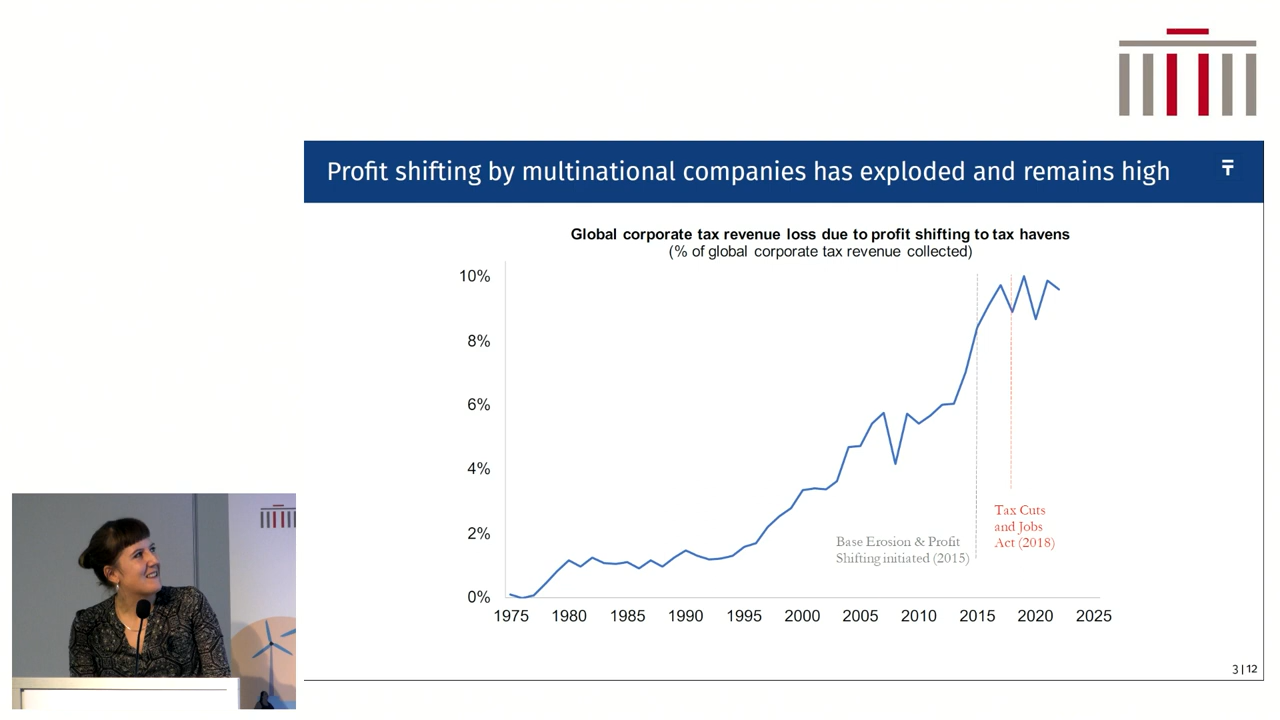 Profit shifting by multinational companies has exploded and remains high
Global corporate tax revenue loss due to profit shifting to tax havens
(% of global corporate tax revenue collected)
10%
8%
6%
4%
2%
0%
Base Erosion & Profit
Shifting initiated (2015)
Tax Cuts
and Jobs
Act (2018)
1975 1980 1985 1990 1995 2000 2005 2010 2015 2020 2025
3 | 12